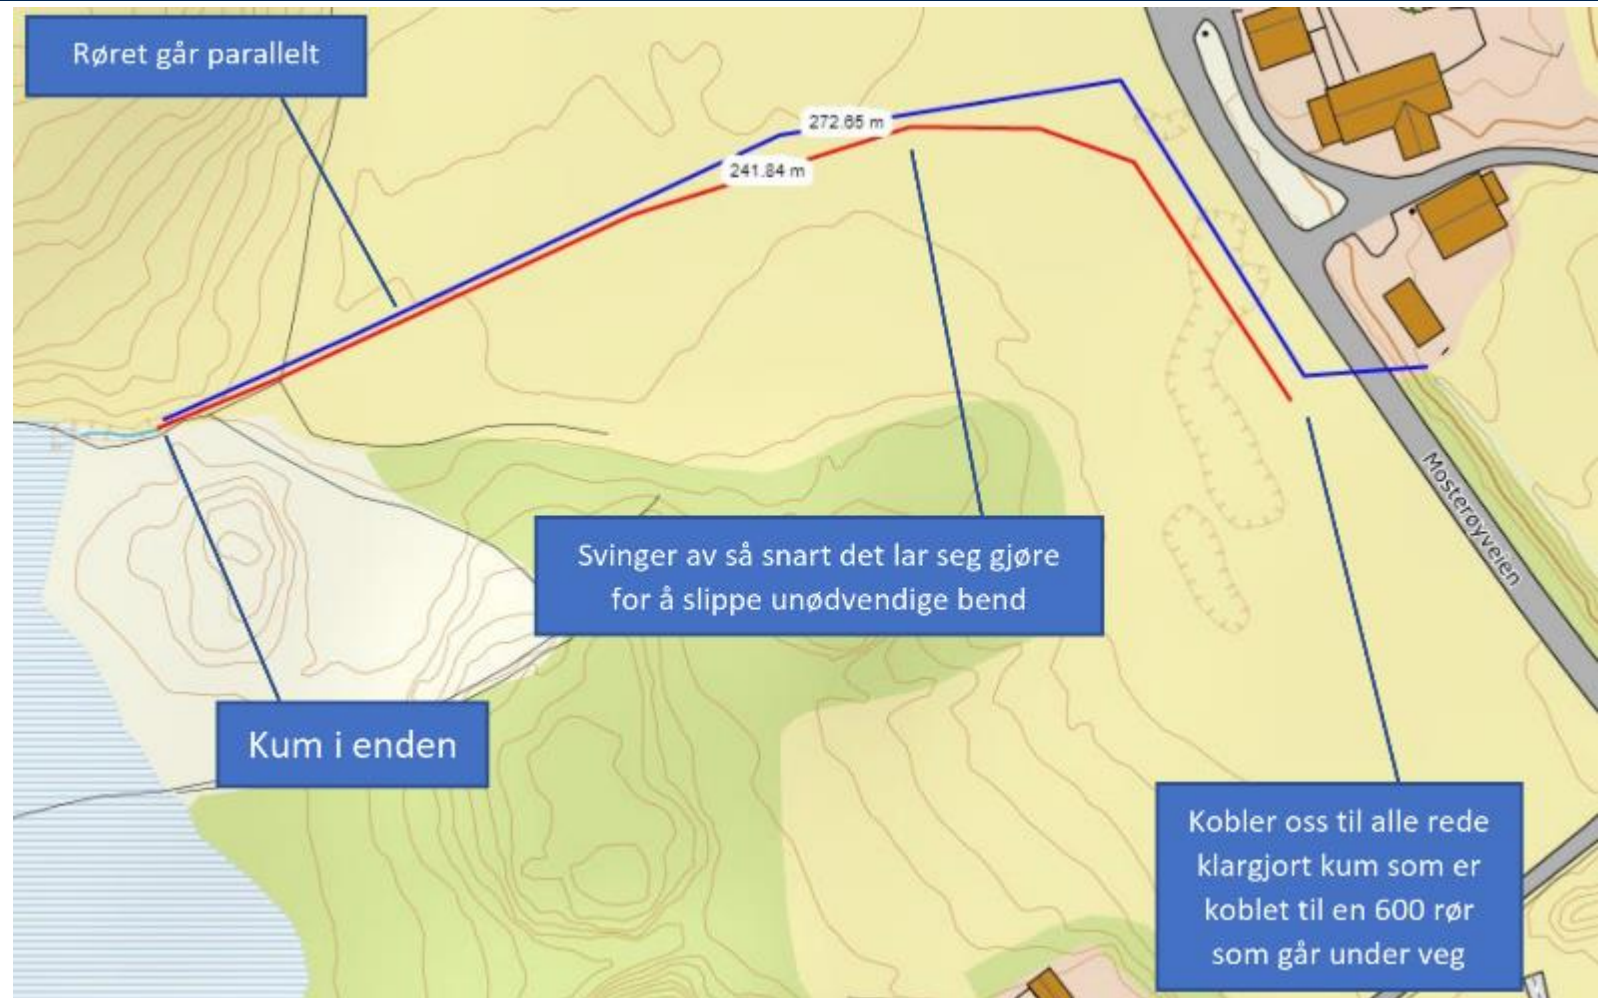 Røret går parallelt
272.65 m
241.84 m
Svinger av så snart det lar seg gjøre
for å slippe unødvendige bend
Mosterøyveien
Kum i enden
Kobler oss til alle rede
klargjort kum som er
koblet til en 600 rør
som går under veg